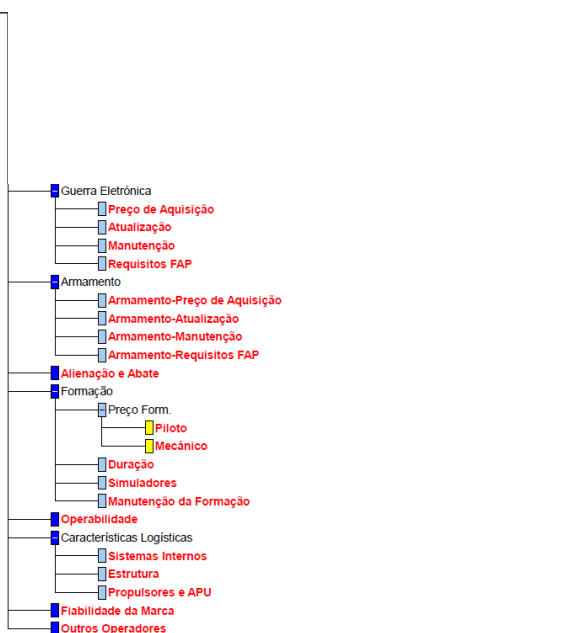 Guerra Eletrónica
Preço de Aquisição
Atualização
Manutenção
Requisitos FAP
Armamento
Armamento-Preço de Aquisição
Armamento-Atualização
Armamento-Manutenção
Armamento-Requisitos FAP
Alienação e Abate
Formação
Preço Form.
Piloto
Mecânico
Duração
Simuladores
Manutenção da Formação
Operabilidade
Características Logísticas
Sistemas Internos
Estrutura
Propulsores e APU
Fiabilidade da Marca
Outros Operadores